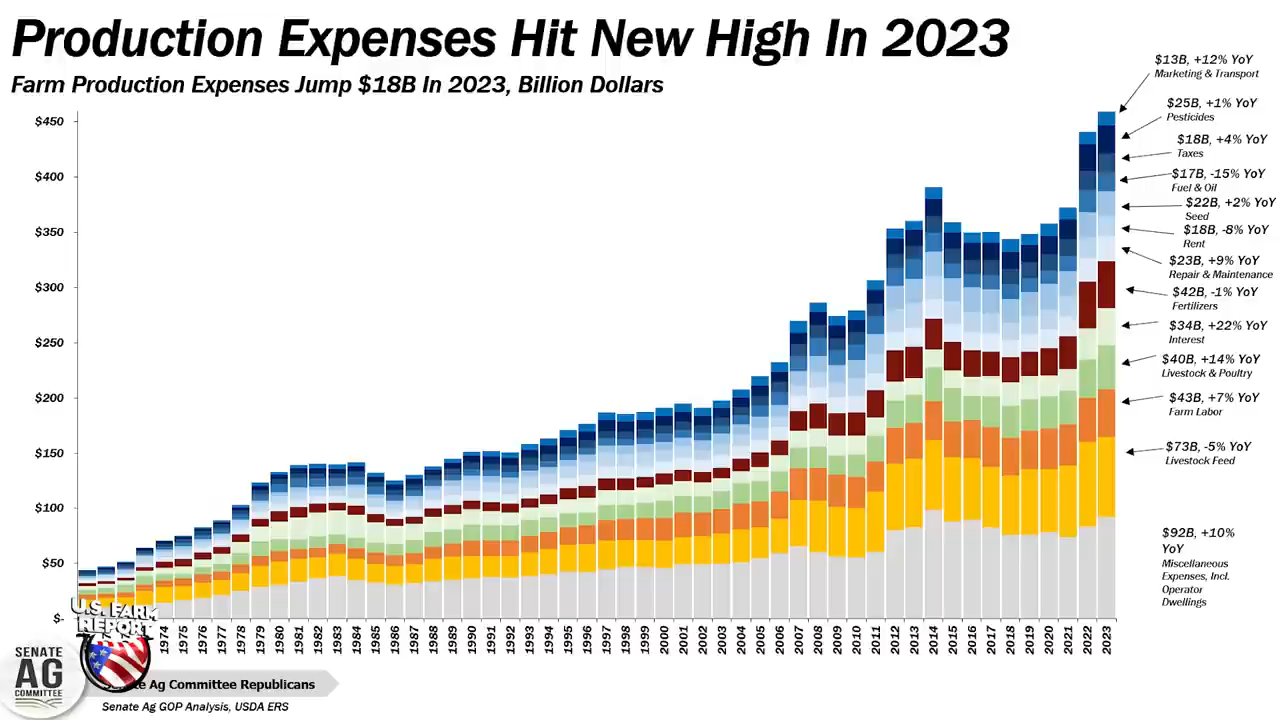 Production Expenses Hit New High In 2023
Farm Production Expenses Jump $18B In 2023, Billion Dollars
$13B, +12% YoY
Marketing & Transport
$25B, +1% YoY
Pesticides
$18B, +4% YoY
Taxes
$17B, -15% YoY
Fuel & Oil
$22B, +2% YoY
Seed
$18B, -8% YoY
Rent
$23B, +9% YoY
Repair & Maintenance
$42B, -1% YoY
Fertilizers
$34B, +22% YoY
Interest
$40B, +14% YoY
Livestock & Poultry
$43B, +7% YoY
Farm Labor
$73B, -5% YoY
Livestock Feed
$92B, +10%
YoY
Miscellaneous
Expenses, Incl.
Operator
Dwellings
$450
$400
$350
$300
$250
$200
$150
$100
$50
$-
1974
1975
1976
1977
1978
1979
1980
1981
1982
1983
1984
1985
1986
1987
1988
1989
1990
1991
1992
1993
1994
1995
1996
1997
1998
1999
2000
2001
2002
2003
2004
2005
2006
2007
2008
2009
2010
2011
2012
2013
2014
2015
2016
2017
2018
2019
2020
2021
2022
2023
U.S. FARM
REPORT
SENATE
AG
COMMITTEE
Ag Committee Republicans
Senate Ag GOP Analysis, USDA ERS